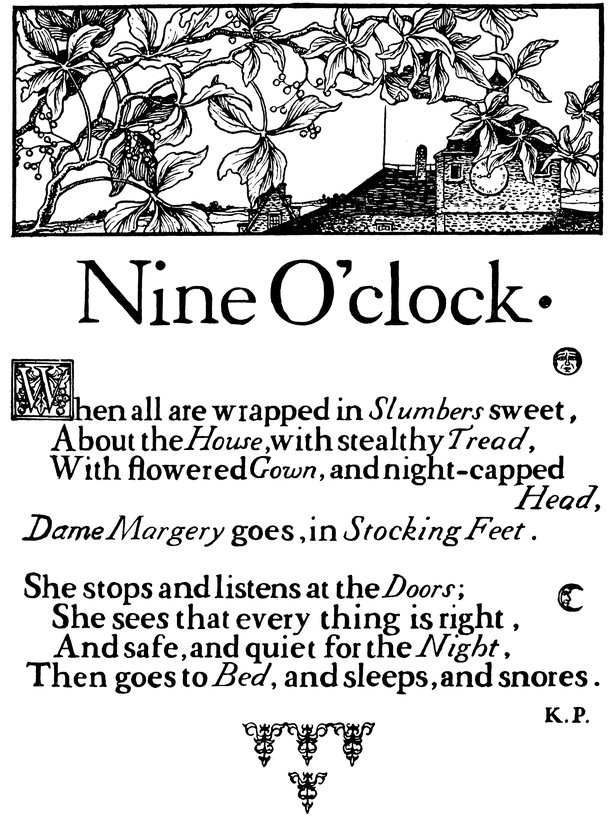 Nine O'clock.
When all are wrapped in Slumbers sweet,
About the House, with stealthy Tread,
With flowered Gown, and night-capped
Head,
Dame Margery goes, in Stocking Feet.
She stops and listens at the Doors;
She sees that every thing is right,
And safe, and quiet for the Night,
Then goes to Bed, and sleeps, and snores.
K.P.